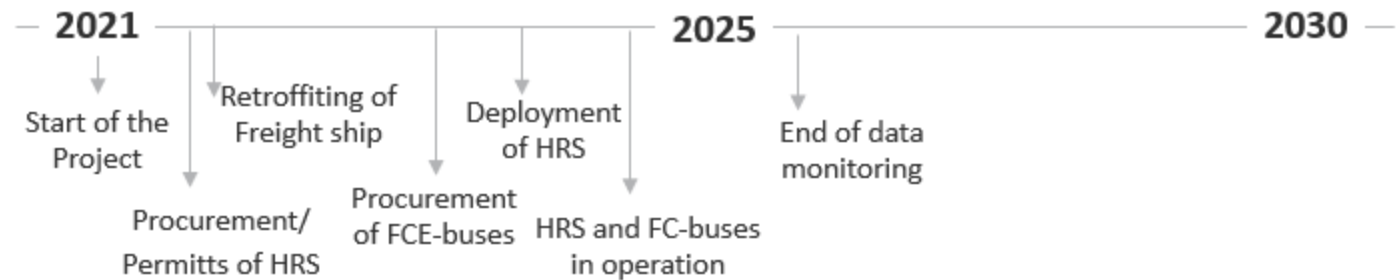 2021
2025
2030
Start of the
Project
Procurement/
Permitts of HRS
Retroffiting of
Freight ship
Procurement
of FCE-buses
Deployment
of HRS
HRS and FC-buses
in operation
End of data
monitoring